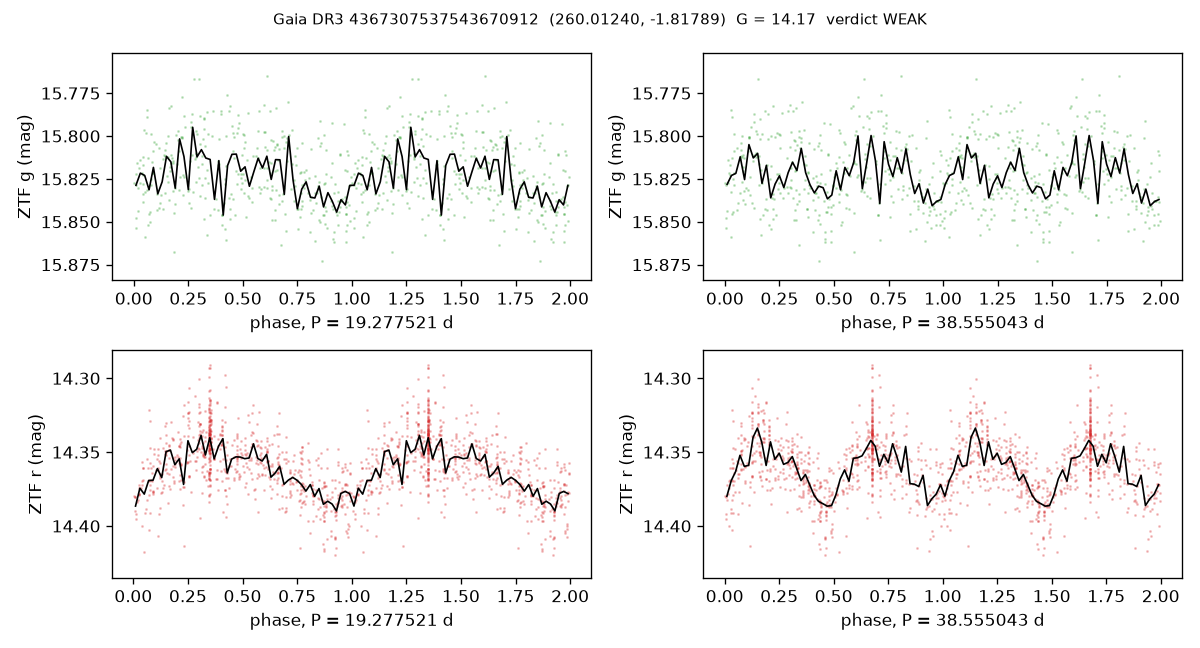 Gaia DR3 4367307537543670912 (260.01240, -1.81789) G = 14.17 verdict WEAK
ZTF g (mag)
15.775
15.800
15.825
15.850
15.875
0.00 0.25 0.50 0.75 1.00 1.25 1.50 1.75 2.00
phase, P = 19.277521 d
ZTF g (mag)
15.775
15.800
15.825
15.850
15.875
0.00 0.25 0.50 0.75 1.00 1.25 1.50 1.75 2.00
phase, P = 38.555043 d
ZTF r (mag)
14.30
14.35
14.40
0.00 0.25 0.50 0.75 1.00 1.25 1.50 1.75 2.00
phase, P = 19.277521 d
ZTF r (mag)
14.30
14.35
14.40
0.00 0.25 0.50 0.75 1.00 1.25 1.50 1.75 2.00
phase, P = 38.555043 d